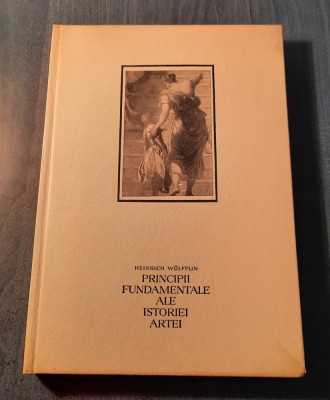 HEINRICH WÖLFFLIN
PRINCIPII
FUNDAMENTALE
ALE
ISTORIEI
ARTEI